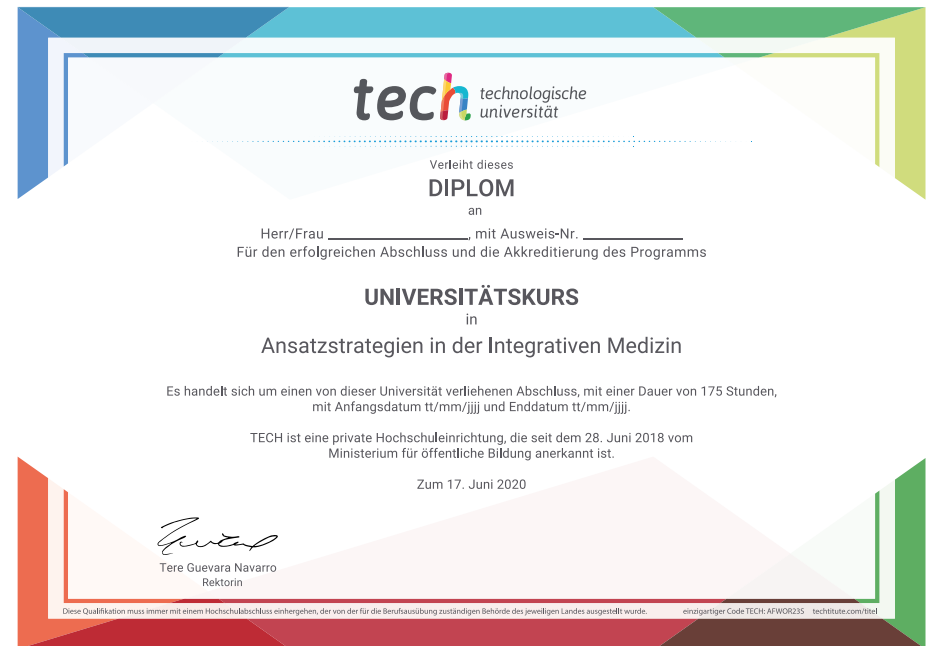 tech technologische
universität
Verleiht dieses
DIPLOM
an
Herr/Frau ____________, mit Ausweis-Nr. ____________
Für den erfolgreichen Abschluss und die Akkreditierung des Programms
UNIVERSITÄTSKURS
in
Ansatzstrategien in der Integrativen Medizin
Es handelt sich um einen von dieser Universität verliehenen Abschluss, mit einer Dauer von 175 Stunden,
mit Anfangsdatum tt/mm/jjjj und Enddatum tt/mm/jjjj.
TECH ist eine private Hochschuleinrichtung, die seit dem 28. Juni 2018 vom
Ministerium für öffentliche Bildung anerkannt ist.
Zum 17. Juni 2020
Tere Guevara Navarro
Rektorin
Diese Qualifikation muss immer mit einem Hochschulabschluss einhergehen, der von der für die Berufsausübung zuständigen Behörde des jeweiligen Landes ausgestellt wurde. einzigartiger Code TECH: AFWOR23S techtitute.com/titel